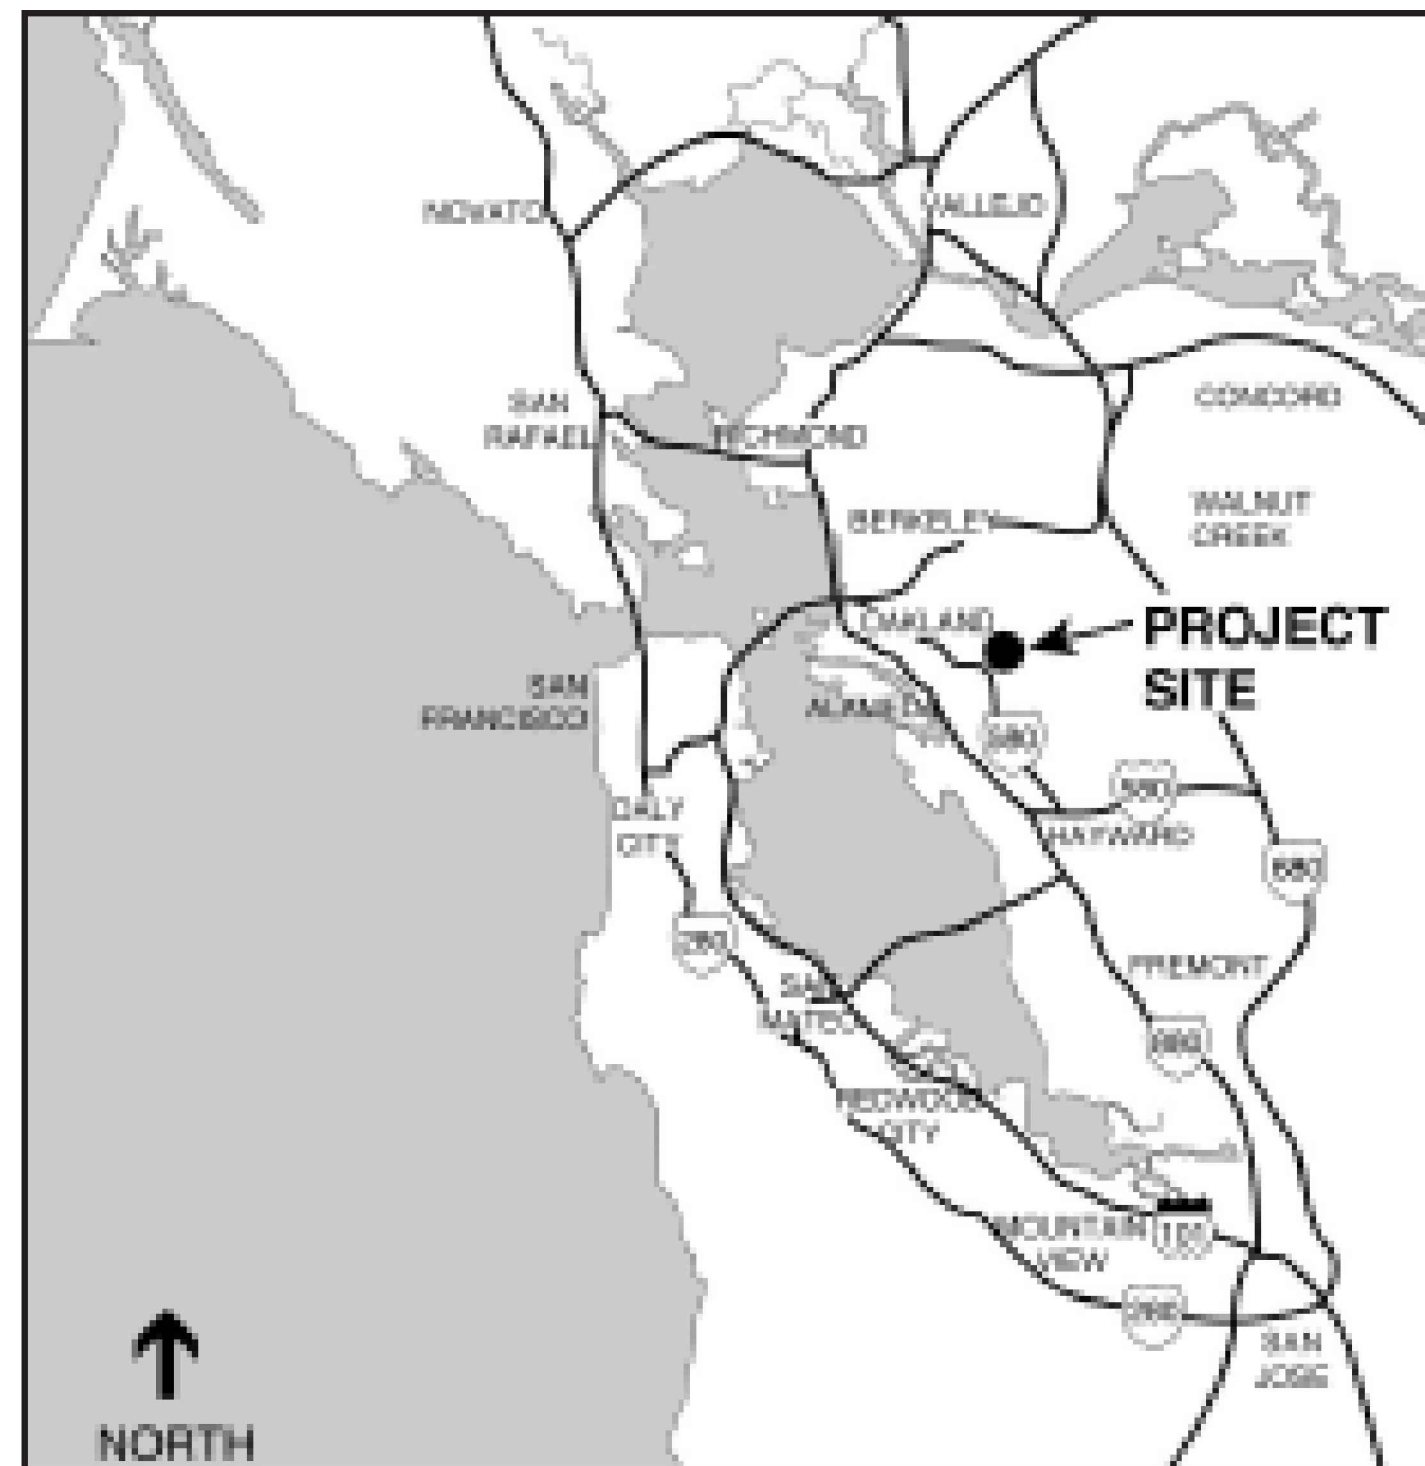 NOVATO
VALLEJO
SAN
RAFAEL
RICHMOND
CONCORD
BERKELEY
WALNUT
CREEK
OAKLAND
PROJECT
SITE
SAN
FRANCISCO
ALAMEDA
580
580
DALY
CITY
HAYWARD
680
280
FREMONT
SAN
MATEO
880
REDWOOD
CITY
MOUNTAIN
VIEW
101
280
SAN
JOSE
NORTH